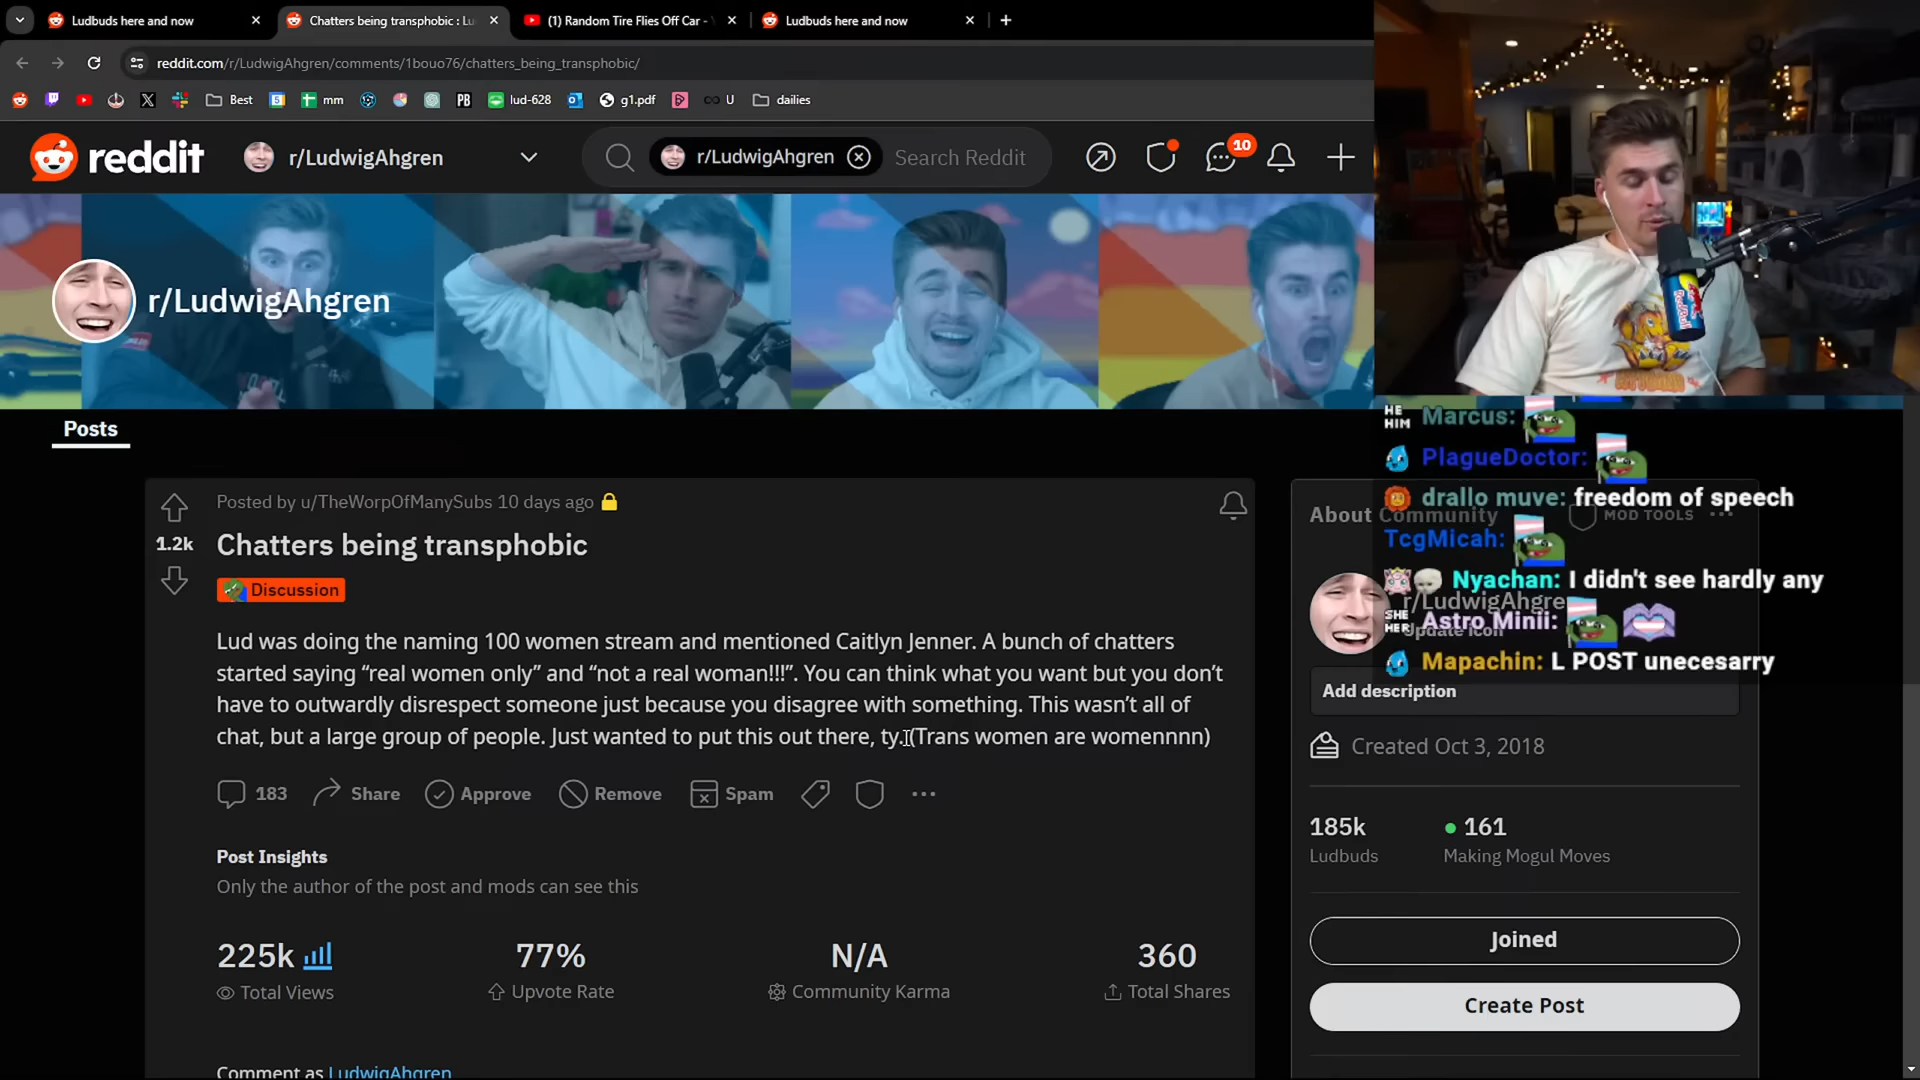 Ludbuds here and now
Chatters being transphobic : Lu
(1) Random Tire Flies Off Car - Y
Ludbuds here and now
reddit.com/r/LudwigAhgren/comments/1bouo76/chatters_being_transphobic/
Best
mm
PB
lud-628
g1.pdf
U
dailies
reddit
r/LudwigAhgren
r/LudwigAhgren
Search Reddit
10
r/LudwigAhgren
Posts
HE HIM Marcus:
PlagueDoctor:
drallo muve: freedom of speech
TcgMicah:
Nyachan: I didn't see hardly any
SHE HER Astro Minii:
Mapachin: L POST unecesarry
Posted by u/TheWorpOfManySubs 10 days ago
1.2k
Chatters being transphobic
Discussion
Lud was doing the naming 100 women stream and mentioned Caitlyn Jenner. A bunch of chatters
started saying “real women only” and “not a real woman!!!”. You can think what you want but you don’t
have to outwardly disrespect someone just because you disagree with something. This wasn’t all of
chat, but a large group of people. Just wanted to put this out there, ty. (Trans women are womennnn)
183
Share
Approve
Remove
Spam
Post Insights
Only the author of the post and mods can see this
225k
Total Views
77%
Upvote Rate
N/A
Community Karma
360
Total Shares
Comment as LudwigAhgren
About Community
MOD TOOLS
r/LudwigAhgre
Update Icon
Add description
Created Oct 3, 2018
185k
Ludbuds
161
Making Mogul Moves
Joined
Create Post